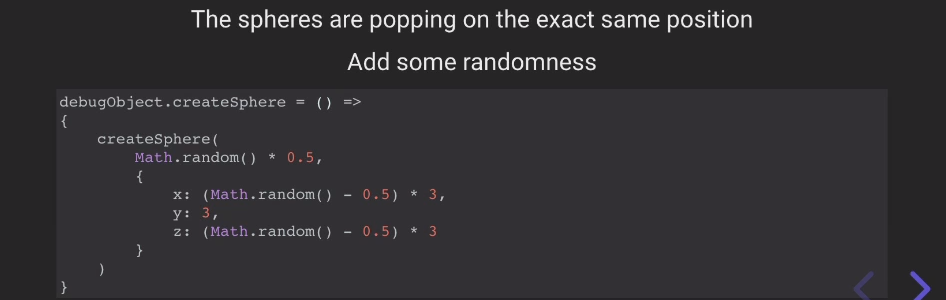 The spheres are popping on the exact same position
Add some randomness
debugObject.createSphere = () =>
{
    createSphere(
        Math.random() * 0.5,
        {
            x: (Math.random() - 0.5) * 3,
            y: 3,
            z: (Math.random() - 0.5) * 3
        }
    )
}